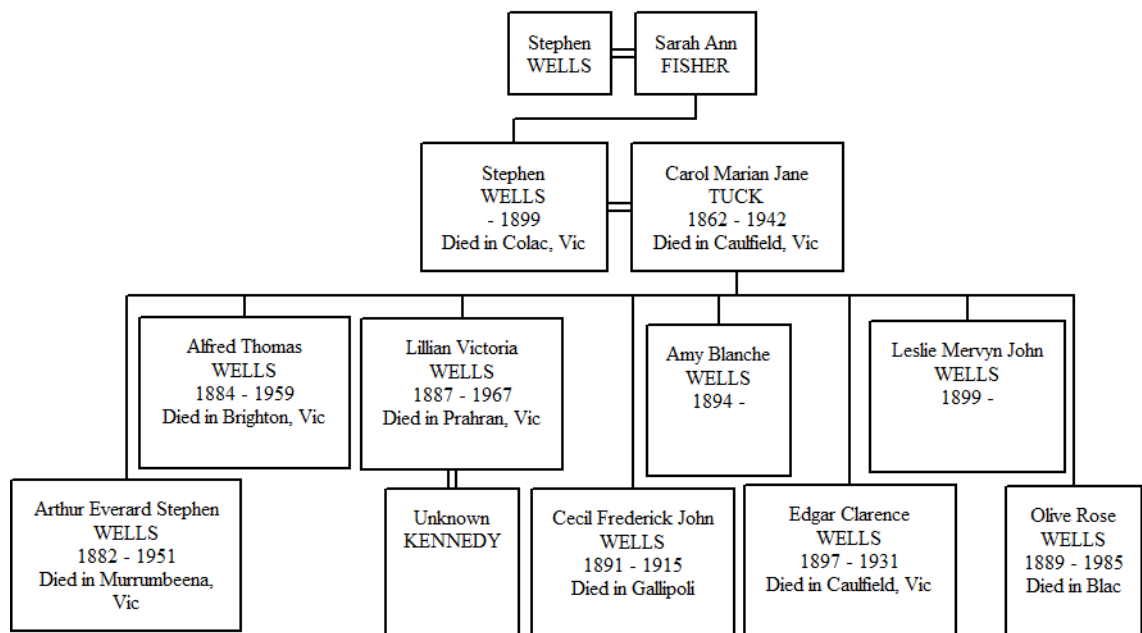 Stephen
WELLS
Sarah Ann
FISHER
Stephen
WELLS
- 1899
Died in Colac, Vic
Carol Marian Jane
TUCK
1862 - 1942
Died in Caulfield, Vic
Alfred Thomas
WELLS
1884 - 1959
Died in Brighton, Vic
Lillian Victoria
WELLS
1887 - 1967
Died in Prahran, Vic
Amy Blanche
WELLS
1894 -
Leslie Mervyn John
WELLS
1899 -
Arthur Everard Stephen
WELLS
1882 - 1951
Died in Murrumbeena,
Vic
Unknown
KENNEDY
Cecil Frederick John
WELLS
1891 - 1915
Died in Gallipoli
Edgar Clarence
WELLS
1897 - 1931
Died in Caulfield, Vic
Olive Rose
WELLS
1889 - 1985
Died in Blac